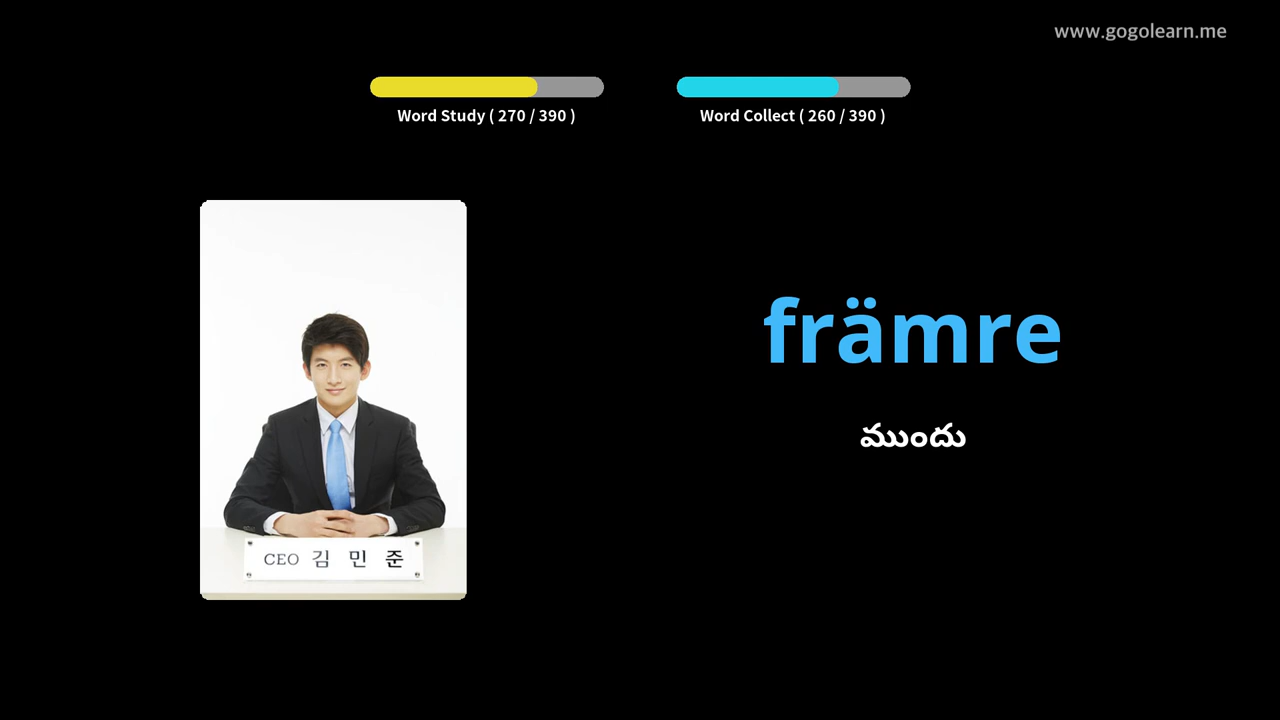 www.gogolearn.me
Word Study ( 270 / 390 )
Word Collect ( 260 / 390 )
främre
ముందు
CEO 김 민 준